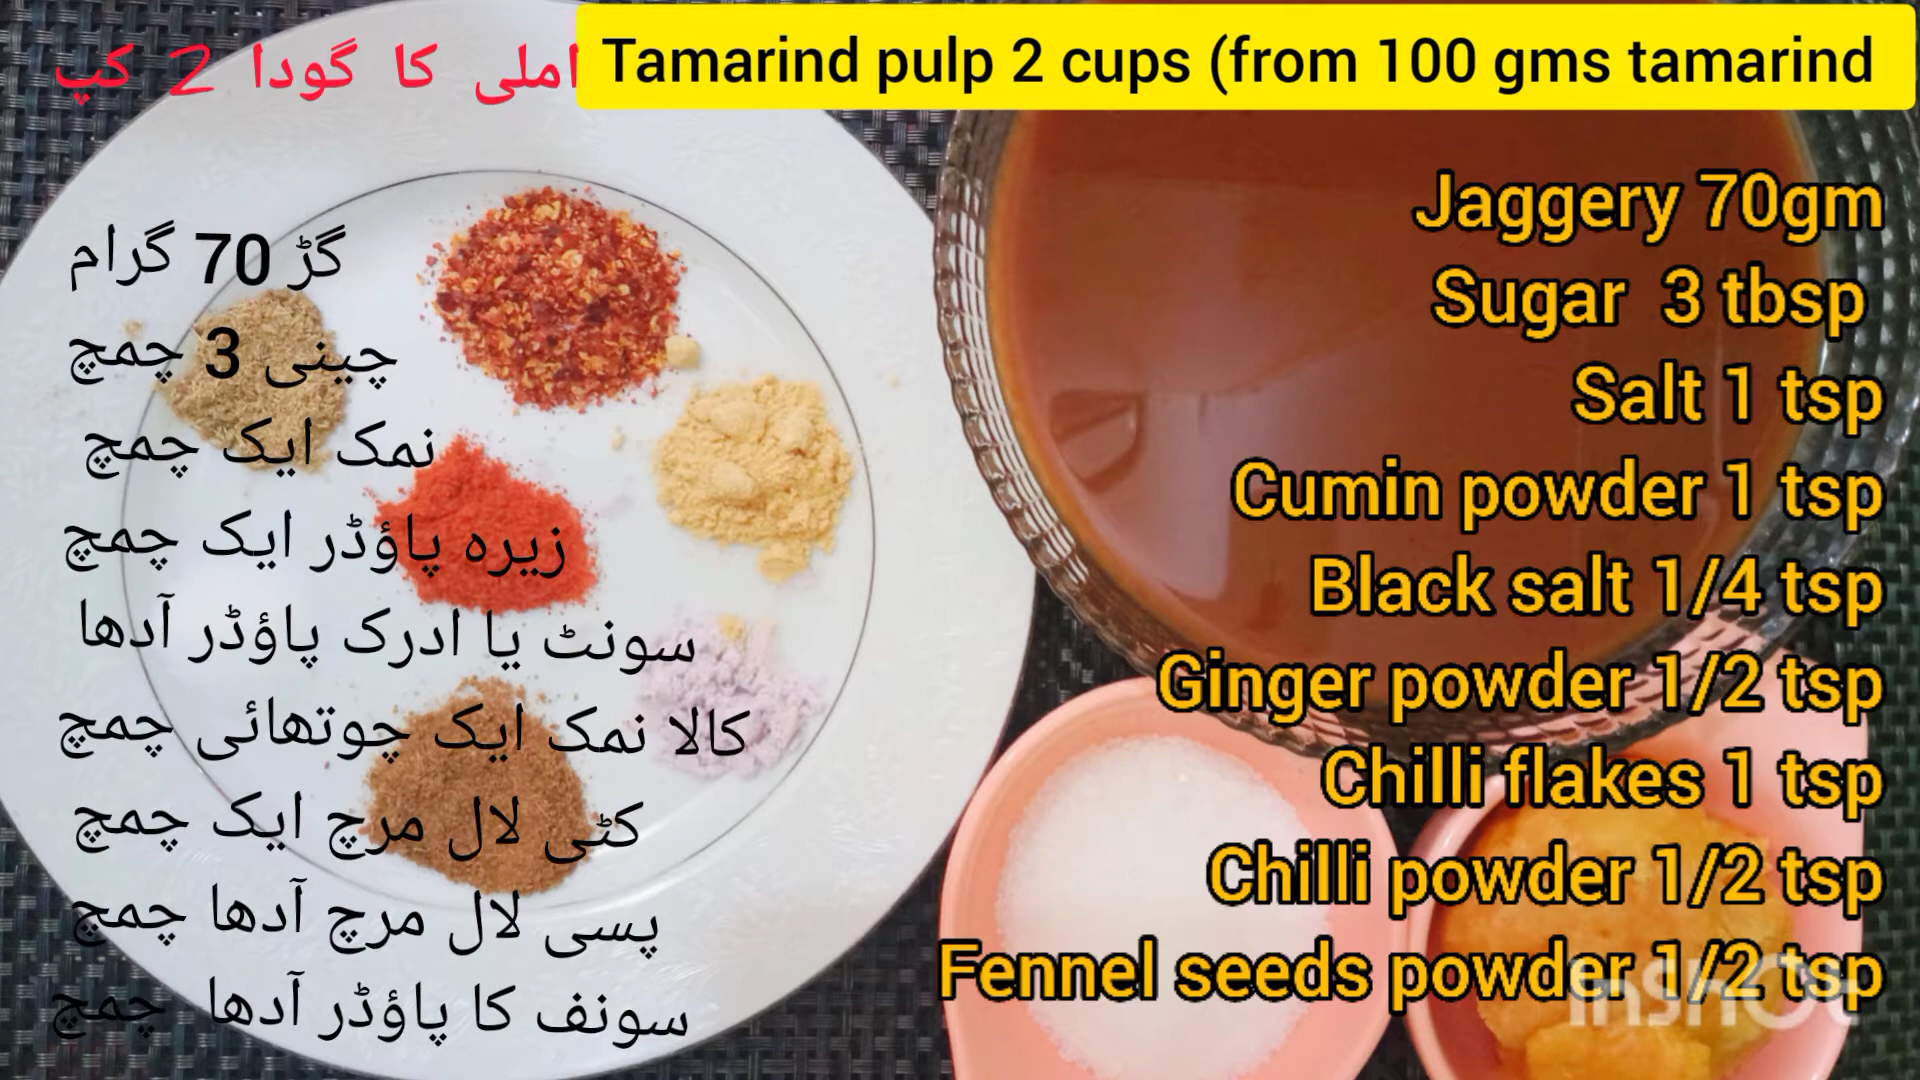 املی کا گودا 2 کپ
Tamarind pulp 2 cups (from 100 gms tamarind
گڑ 70 گرام
چینی 3 چمچ
نمک ایک چمچ
زیرہ پاؤڈر ایک چمچ
سونٹ یا ادرک پاؤڈر آدھا
کالا نمک ایک چوتھائی چمچ
کٹی لال مرچ ایک چمچ
پسی لال مرچ آدھا چمچ
سونف کا پاؤڈر آدھا چمچ
Jaggery 70gm
Sugar 3 tbsp
Salt 1 tsp
Cumin powder 1 tsp
Black salt 1/4 tsp
Ginger powder 1/2 tsp
Chilli flakes 1 tsp
Chilli powder 1/2 tsp
Fennel seeds powder 1/2 tsp
InShot